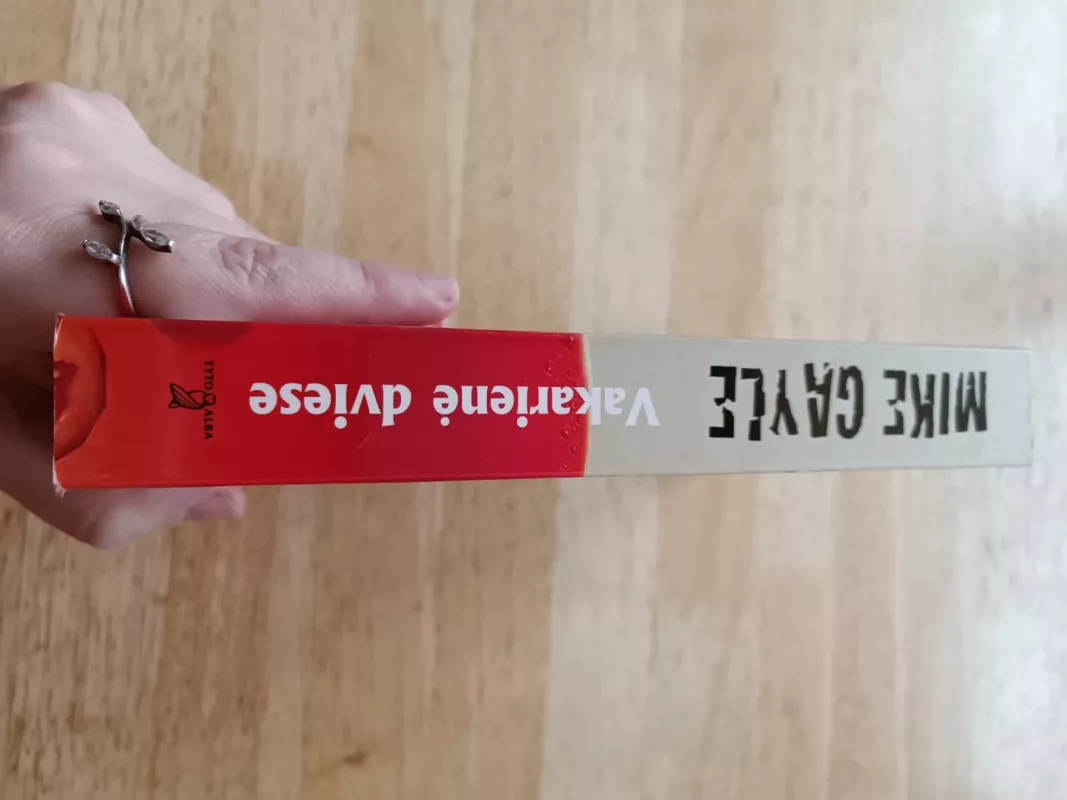 MIKE GAYLE
Vakarienė dviese
TYTO ALBA